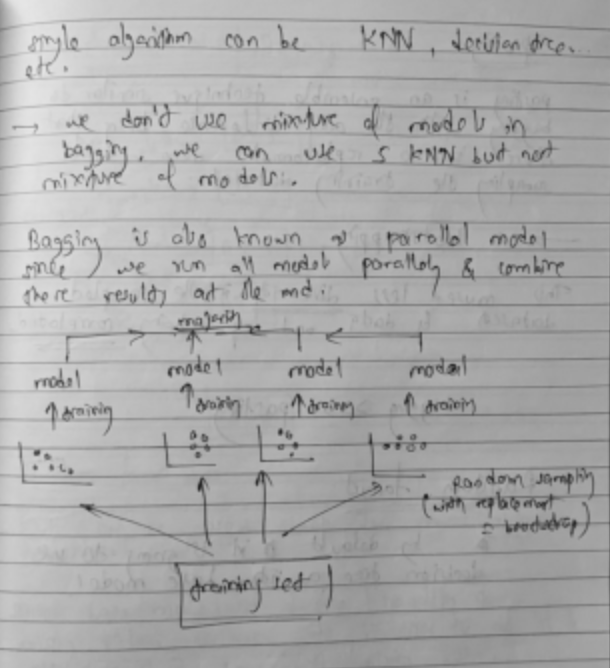 single algorithm can be KNN, decision tree...
etc.
→ we don't use mixture of models in
bagging. we can use 5 KNN but not
mixture of models.
Bagging is also known as parallel model
since we run all model parallely & combine
there results at the end.
majority
model model model model
↑ training ↑ training ↑ training ↑ training
random sampling
(with replacement
= bootstrap)
training set